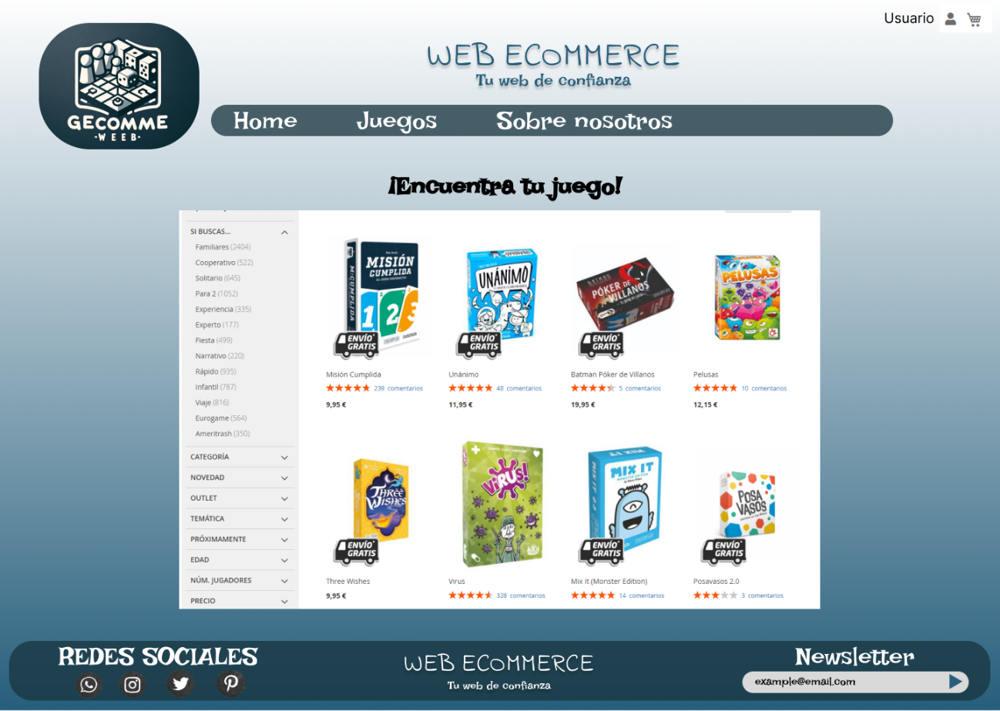 Usuario
WEB ECOMMERCE
Tu web de confianza
GECOMME
·WEEB·
Home Juegos Sobre nosotros
¡Encuentra tu juego!
SI BUSCAS...
Familiares (2404)
Cooperativo (522)
Solitario (645)
Para 2 (1052)
Experiencia (335)
Experto (177)
Fiesta (499)
Narrativo (220)
Rápido (935)
Infantil (787)
Viaje (816)
Eurogame (564)
Ameritrash (350)
CATEGORÍA
NOVEDAD
OUTLET
TEMÁTICA
PRÓXIMAMENTE
EDAD
NÚM. JUGADORES
PRECIO
MISIÓN
CUMPLIDA
1 2 3
ENVÍO*
GRATIS
Misión Cumplida
239 comentarios
9,95 €
UNÁNIMO
ENVÍO*
GRATIS
Unánimo
48 comentarios
11,95 €
BATMAN
PÓKER DE
VILLANOS
ENVÍO*
GRATIS
Batman Póker de Villanos
5 comentarios
19,95 €
PELUSAS
Pelusas
10 comentarios
12,15 €
THREE
WISHES
ENVÍO*
GRATIS
Three Wishes
9,95 €
VIRUS!
Virus
328 comentarios
MIX IT
MONSTER EDITION
ENVÍO*
GRATIS
Mix It (Monster Edition)
14 comentarios
POSA
VASOS
ENVÍO*
GRATIS
Posavasos 2.0
3 comentarios
REDES SOCIALES
WEB ECOMMERCE
Tu web de confianza
Newsletter
example@email.com